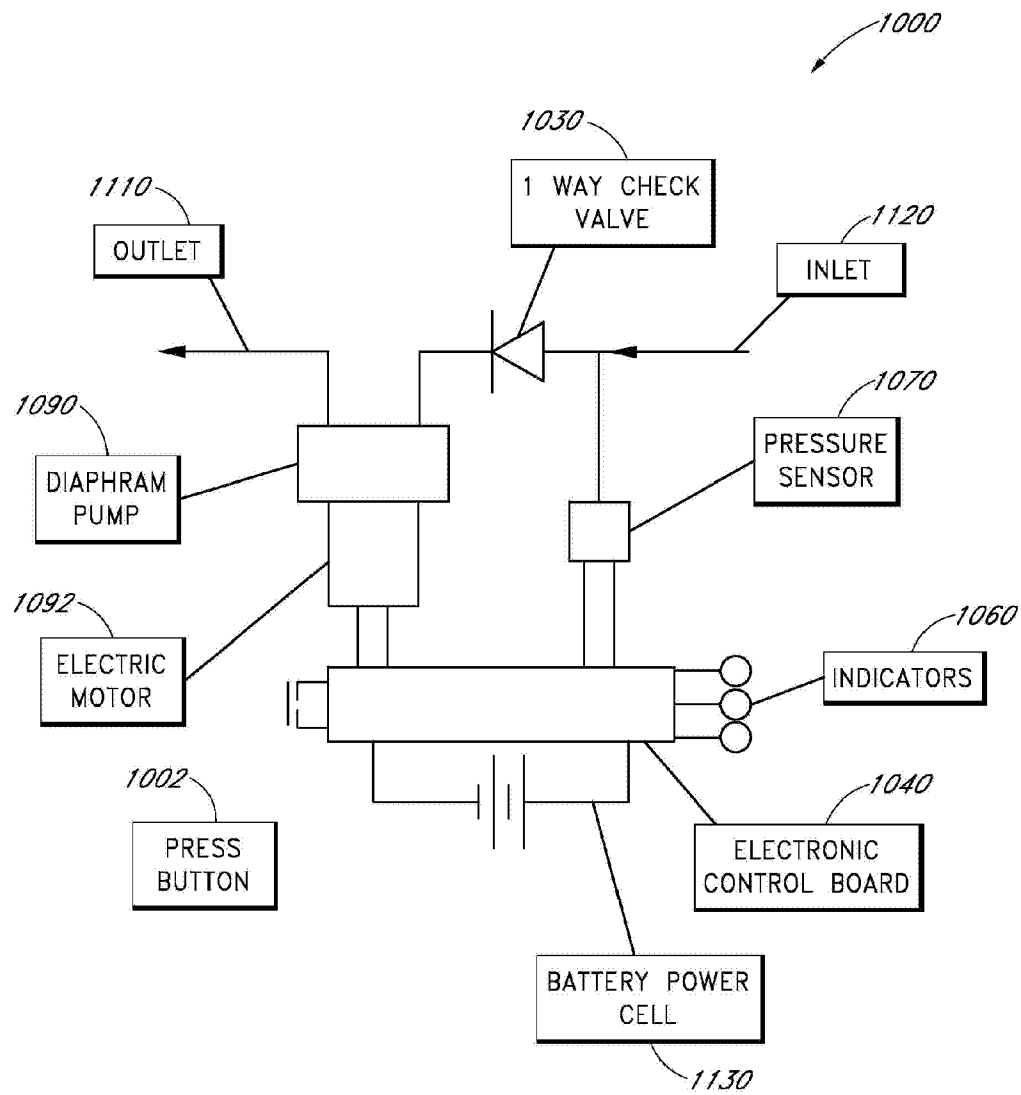 1000
1030
1 WAY CHECK
VALVE
1110
OUTLET
1120
INLET
1090
DIAPHRAM
PUMP
1070
PRESSURE
SENSOR
1092
ELECTRIC
MOTOR
1060
INDICATORS
1002
PRESS
BUTTON
1040
ELECTRONIC
CONTROL BOARD
BATTERY POWER
CELL
1130